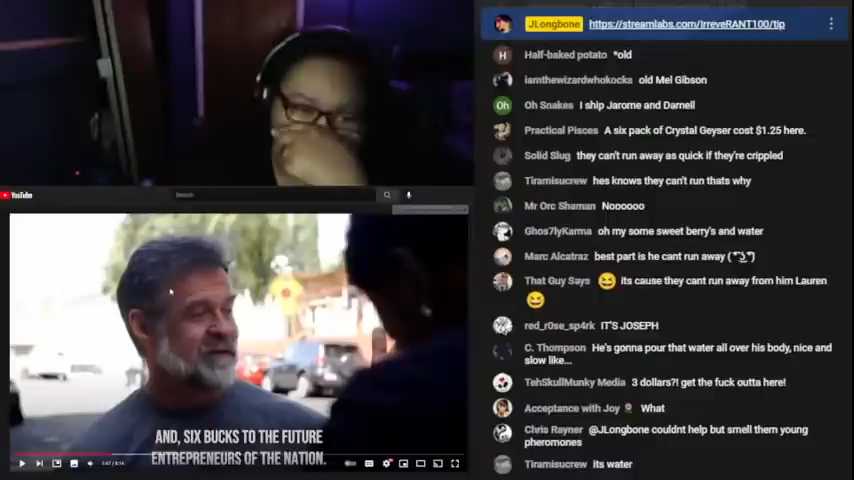 JLongbone https://streamlabs.com/IrreveRANT100/tip
Half-baked potato *old
iamthewizardwhokocks old Mel Gibson
Oh Oh Snakes I ship Jarome and Darnell
Practical Pisces A six pack of Crystal Geyser cost $1.25 here.
Solid Slug they can't run away as quick if they're crippled
Tiramisucrew hes knows they can't run thats why
Mr Orc Shaman Noooooo
Ghos7lyKarma oh my some sweet berry's and water
Marc Alcatraz best part is he cant run away
That Guy Says 😆 its cause they cant run away from him Lauren
😆
red_r0se_sp4rk IT'S JOSEPH
C. Thompson He's gonna pour that water all over his body, nice and
slow like...
TehSkullMunky Media 3 dollars?! get the fuck outta here!
Acceptance with Joy 🌹 What
Chris Rayner @JLongbone couldnt help but smell them young
pheromones
Tiramisucrew its water
YouTube
Search
AND, SIX BUCKS TO THE FUTURE
ENTREPRENEURS OF THE NATION.